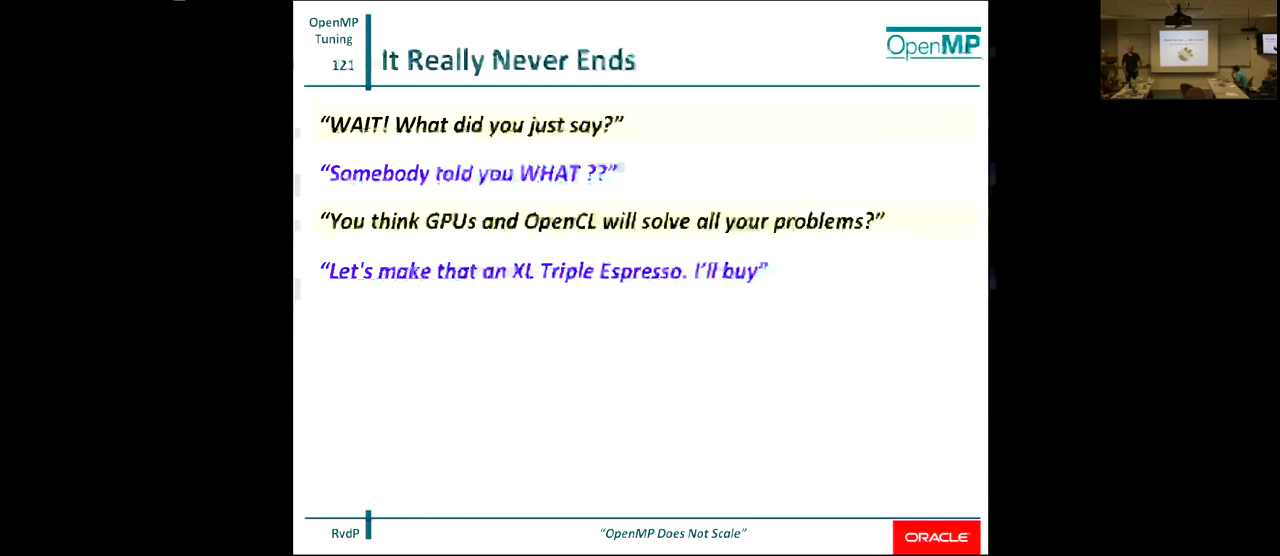 OpenMP
Tuning
121
It Really Never Ends
OpenMP
“WAIT! What did you just say?”
“Somebody told you WHAT ??”
“You think GPUs and OpenCL will solve all your problems?”
“Let's make that an XL Triple Espresso. I’ll buy”
RvdP
“OpenMP Does Not Scale”
ORACLE